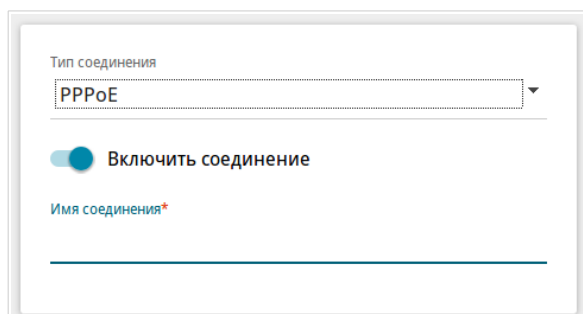 Тип соединения
PPPoE
Включить соединение
Имя соединения*